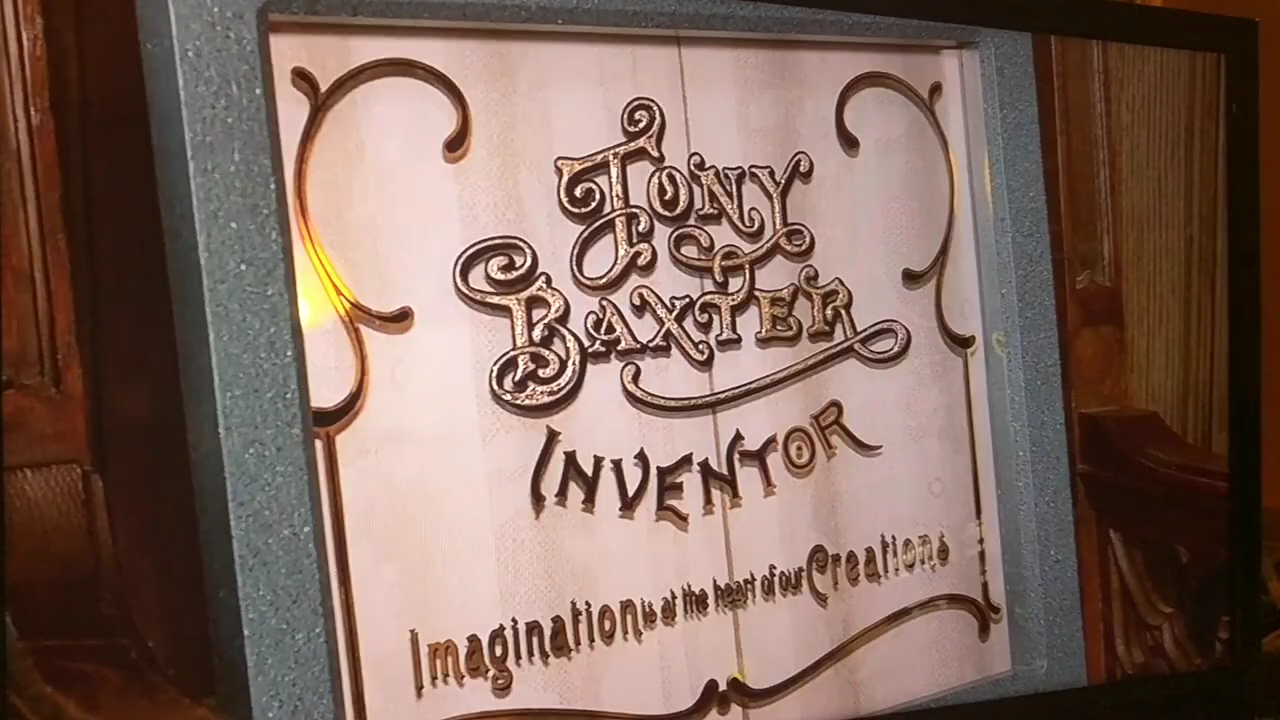 Tony
Baxter
Inventor
Imagination is at the heart of our Creations